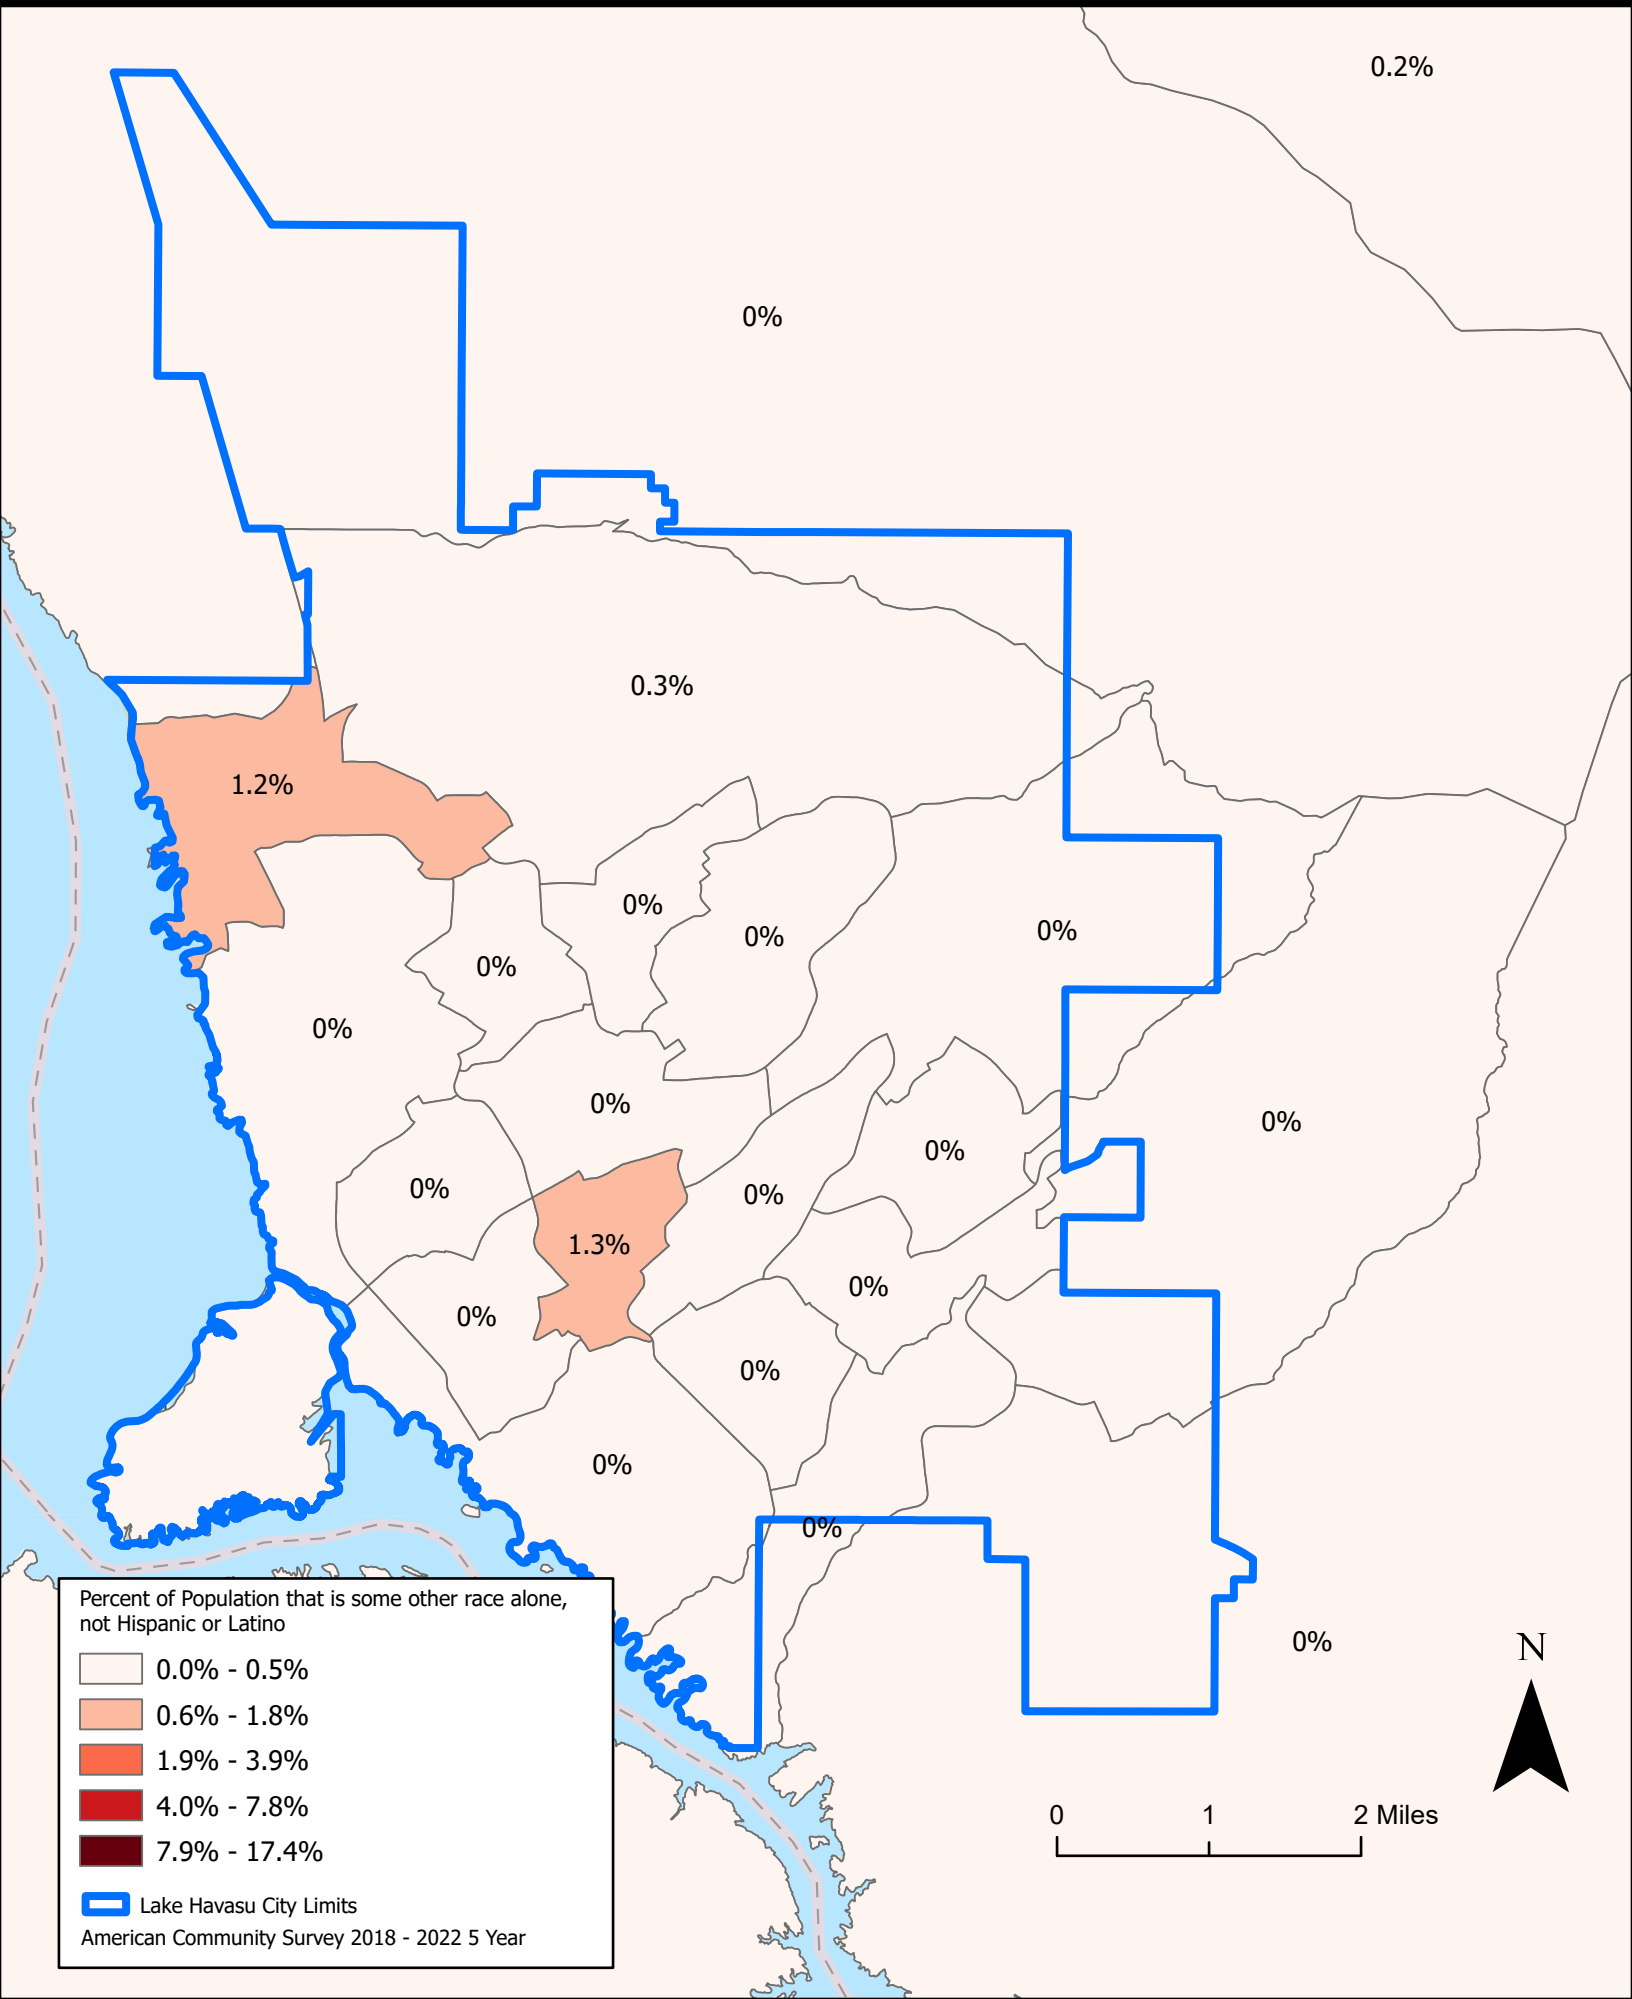 0.2%
0%
0.3%
1.2%
0%
0%
0%
0%
0%
0%
0%
0%
0%
0%
1.3%
0%
0%
0%
0%
0%
0%
0%
Percent of Population that is some other race alone,
not Hispanic or Latino
0.0% - 0.5%
0.6% - 1.8%
1.9% - 3.9%
4.0% - 7.8%
7.9% - 17.4%
Lake Havasu City Limits
American Community Survey 2018 - 2022 5 Year
N
0 1 2 Miles